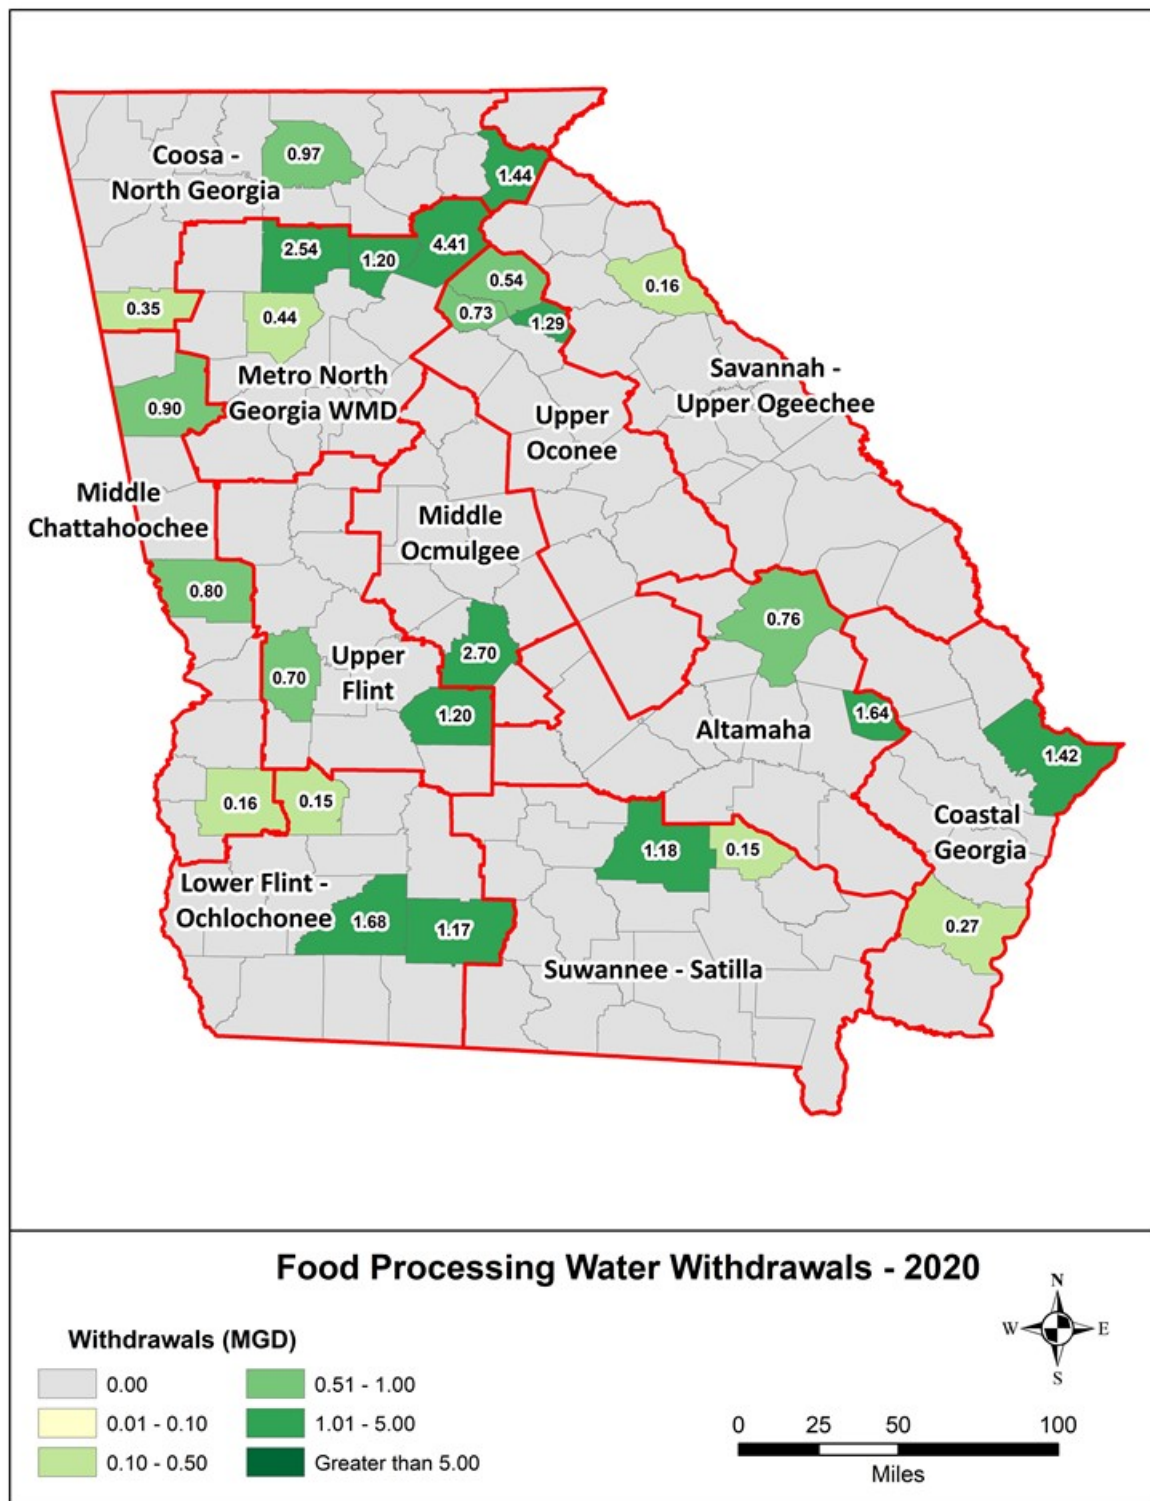 0.97
Coosa -
North Georgia
1.44
2.54
1.20
4.41
0.54
0.16
0.35
0.44
0.73
1.29
Metro North
Georgia WMD
Savannah -
Upper Ogeechee
0.90
Upper
Oconee
Middle
Chattahoochee
Middle
Ocmulgee
0.80
0.76
2.70
Upper
Flint
0.70
1.20
1.64
Altamaha
1.42
0.16
0.15
Coastal
Georgia
1.18
0.15
Lower Flint -
Ochlochonee
1.68
1.17
0.27
Suwannee - Satilla
Food Processing Water Withdrawals - 2020
N
W
E
S
Withdrawals (MGD)
0.00
0.01 - 0.10
0.10 - 0.50
0.51 - 1.00
1.01 - 5.00
Greater than 5.00
0 25 50 100
Miles